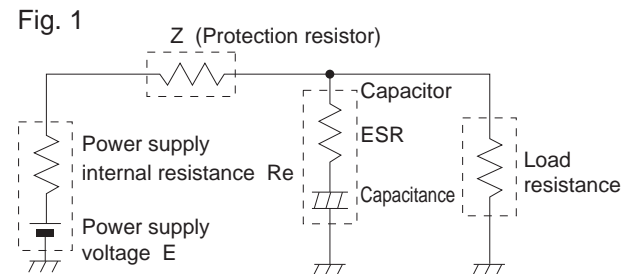 Fig. 1
Z (Protection resistor)
Capacitor
ESR
Capacitance
Power supply
internal resistance Re
Power supply
voltage E
Load
resistance